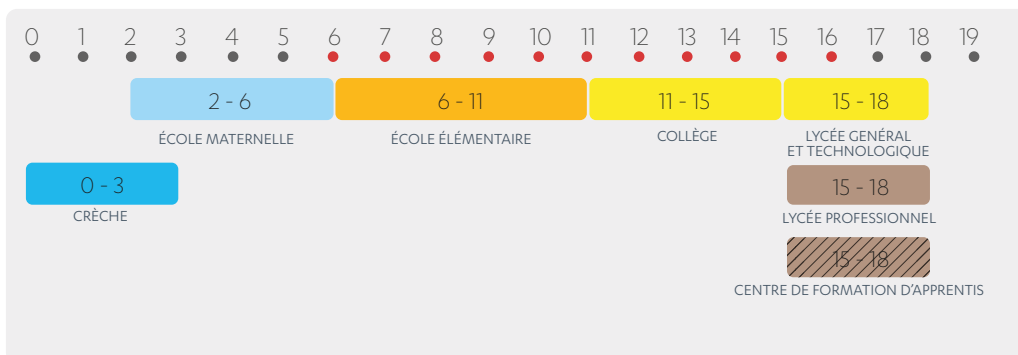 0 1 2 3 4 5 6 7 8 9 10 11 12 13 14 15 16 17 18 19
2 - 6 6 - 11 11 - 15 15 - 18
ÉCOLE MATERNELLE ÉCOLE ÉLÉMENTAIRE COLLÈGE LYCÉE GÉNÉRAL
ET TECHNOLOGIQUE
0 - 3 15 - 18
CRÈCHE LYCÉE PROFESSIONNEL
15 - 18
CENTRE DE FORMATION D'APPRENTIS